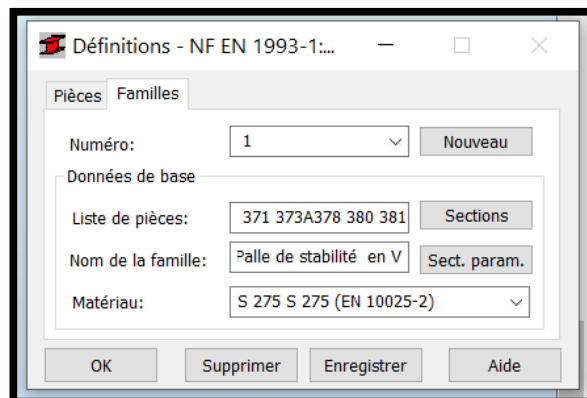 Définitions - NF EN 1993-1:...
Pièces Familles
Numéro: 1 Nouveau
Données de base
Liste de pièces: 371 373A378 380 381 Sections
Nom de la famille: Palle de stabilité en V Sect. param.
Matériau: S 275 S 275 (EN 10025-2)
OK Supprimer Enregistrer Aide